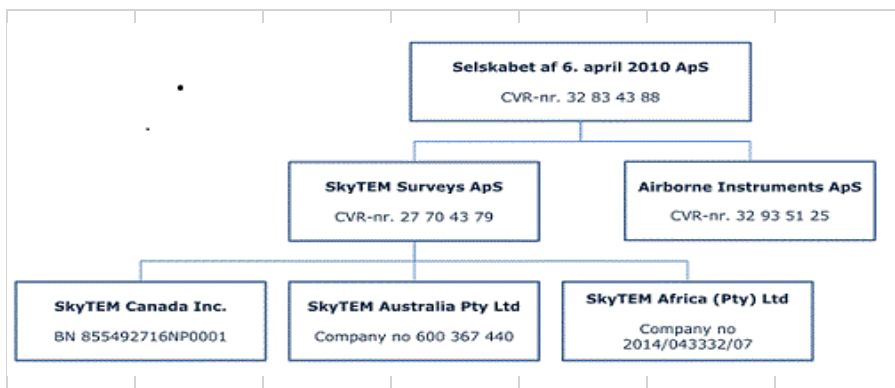 Selskabet af 6. april 2010 ApS
CVR-nr. 32 83 43 88
SkyTEM Surveys ApS
CVR-nr. 27 70 43 79
Airborne Instruments ApS
CVR-nr. 32 93 51 25
SkyTEM Canada Inc.
BN 855492716NP0001
SkyTEM Australia Pty Ltd
Company no 600 367 440
SkyTEM Africa (Pty) Ltd
Company no
2014/043332/07